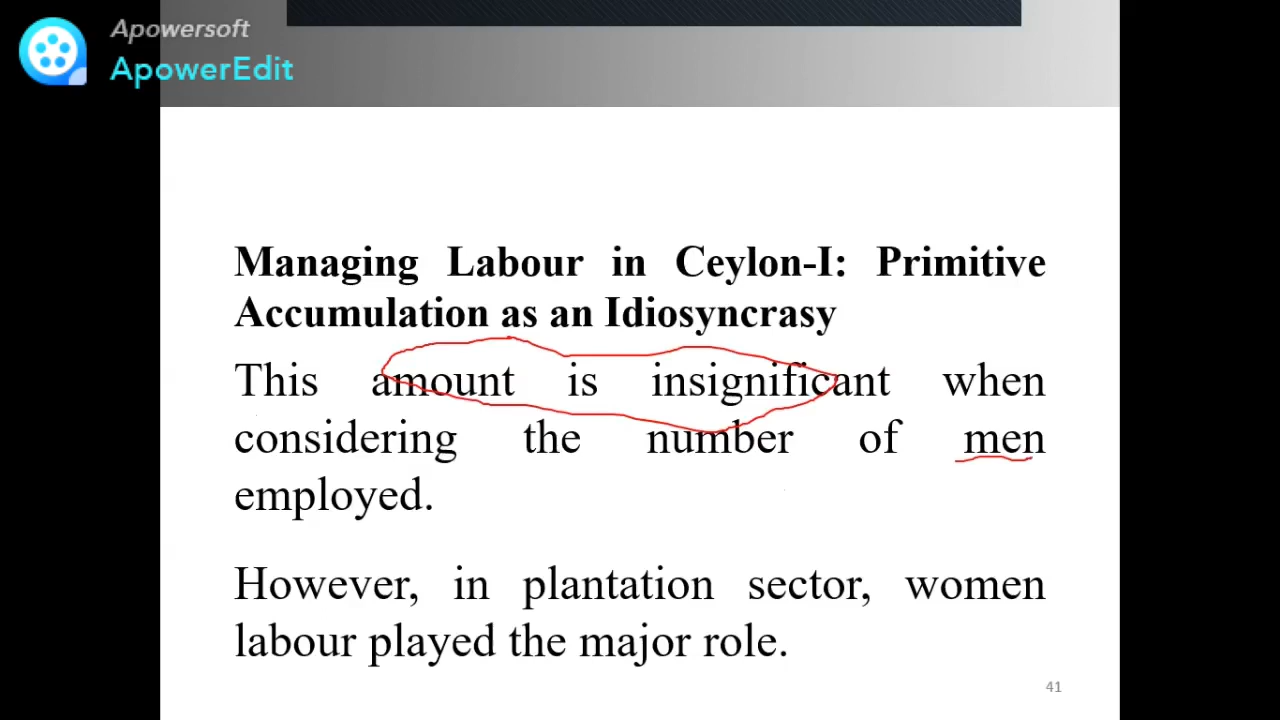 Apowersoft
ApowerEdit
Managing Labour in Ceylon-I: Primitive
Accumulation as an Idiosyncrasy
This amount is insignificant when
considering the number of men
employed.
However, in plantation sector, women
labour played the major role.
41